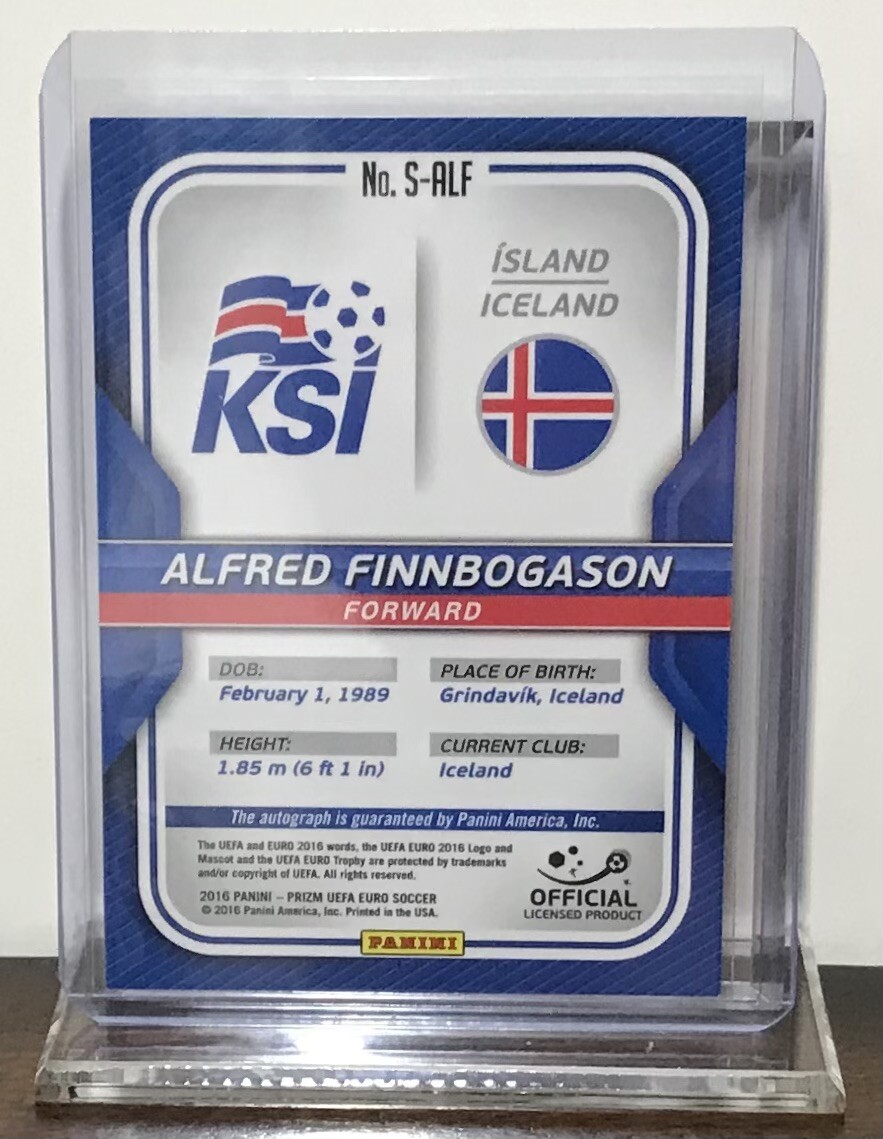 No. S-ALF
KSÍ
ÍSLAND
ICELAND
ALFRED FINNBOGASON
FORWARD
DOB:
February 1, 1989
PLACE OF BIRTH:
Grindavík, Iceland
HEIGHT:
1.85 m (6 ft 1 in)
CURRENT CLUB:
Iceland
The autograph is guaranteed by Panini America, Inc.
The UEFA and EURO 2016 words, the UEFA EURO 2016 Logo and
Mascot and the UEFA EURO Trophy are protected by trademarks
and/or copyright of UEFA. All rights reserved.
2016 PANINI – PRIZM UEFA EURO SOCCER
© 2016 Panini America, Inc. Printed in the USA.
OFFICIAL
LICENSED PRODUCT
PANINI